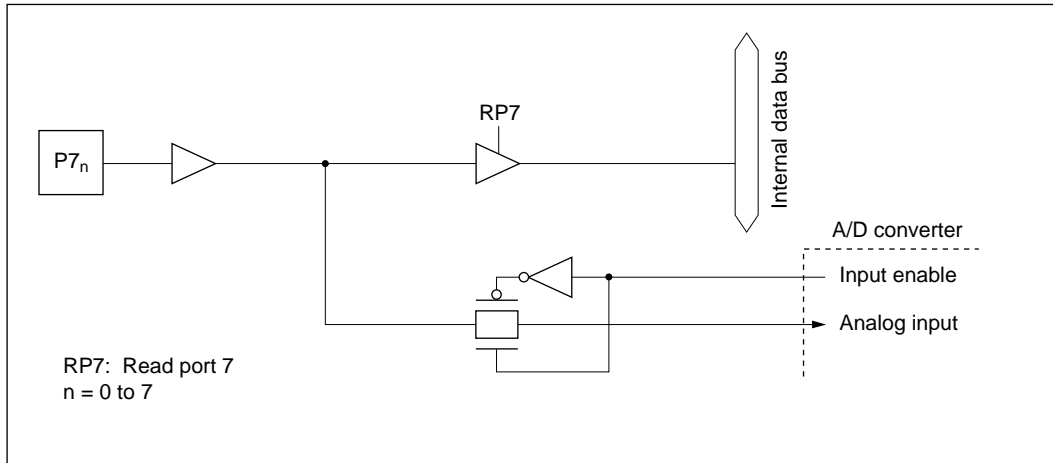 RP7
P7n
Internal data bus
A/D converter
Input enable
Analog input
RP7: Read port 7
n = 0 to 7